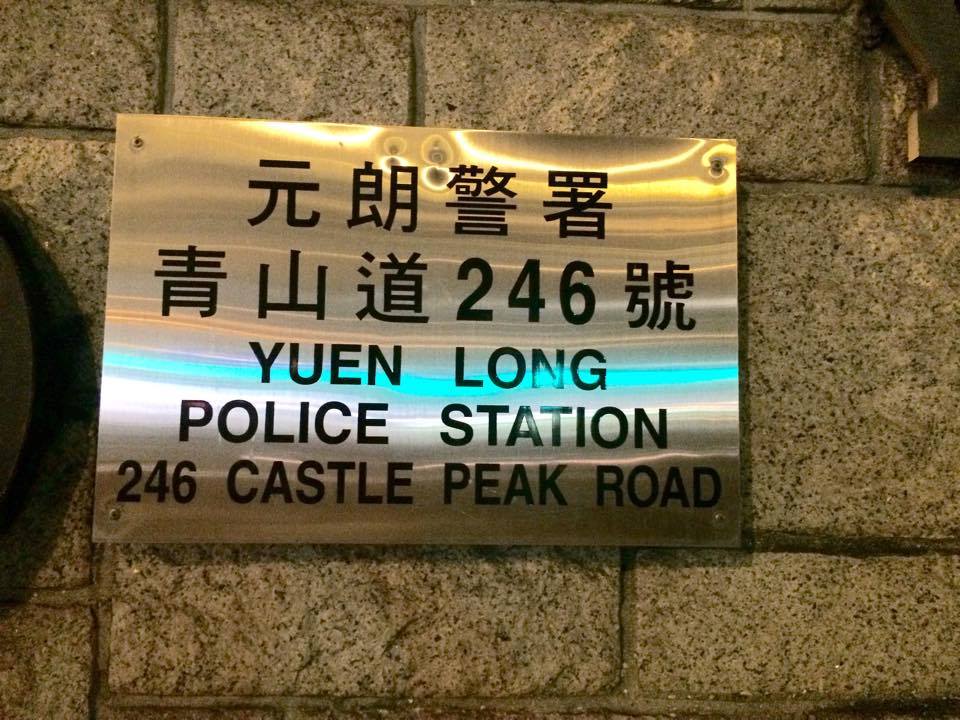 元朗警署
青山道246號
YUEN LONG
POLICE STATION
246 CASTLE PEAK ROAD